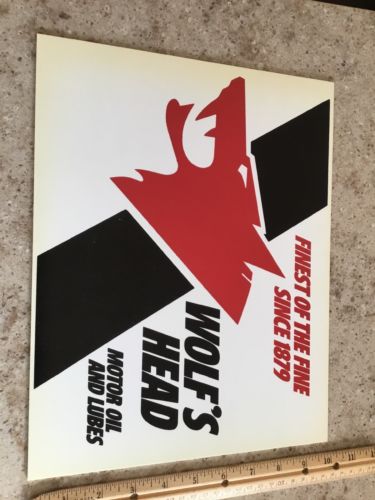 WOLF'S
HEAD
MOTOR OIL
AND LUBES
FINEST OF THE FINE
SINCE 1879